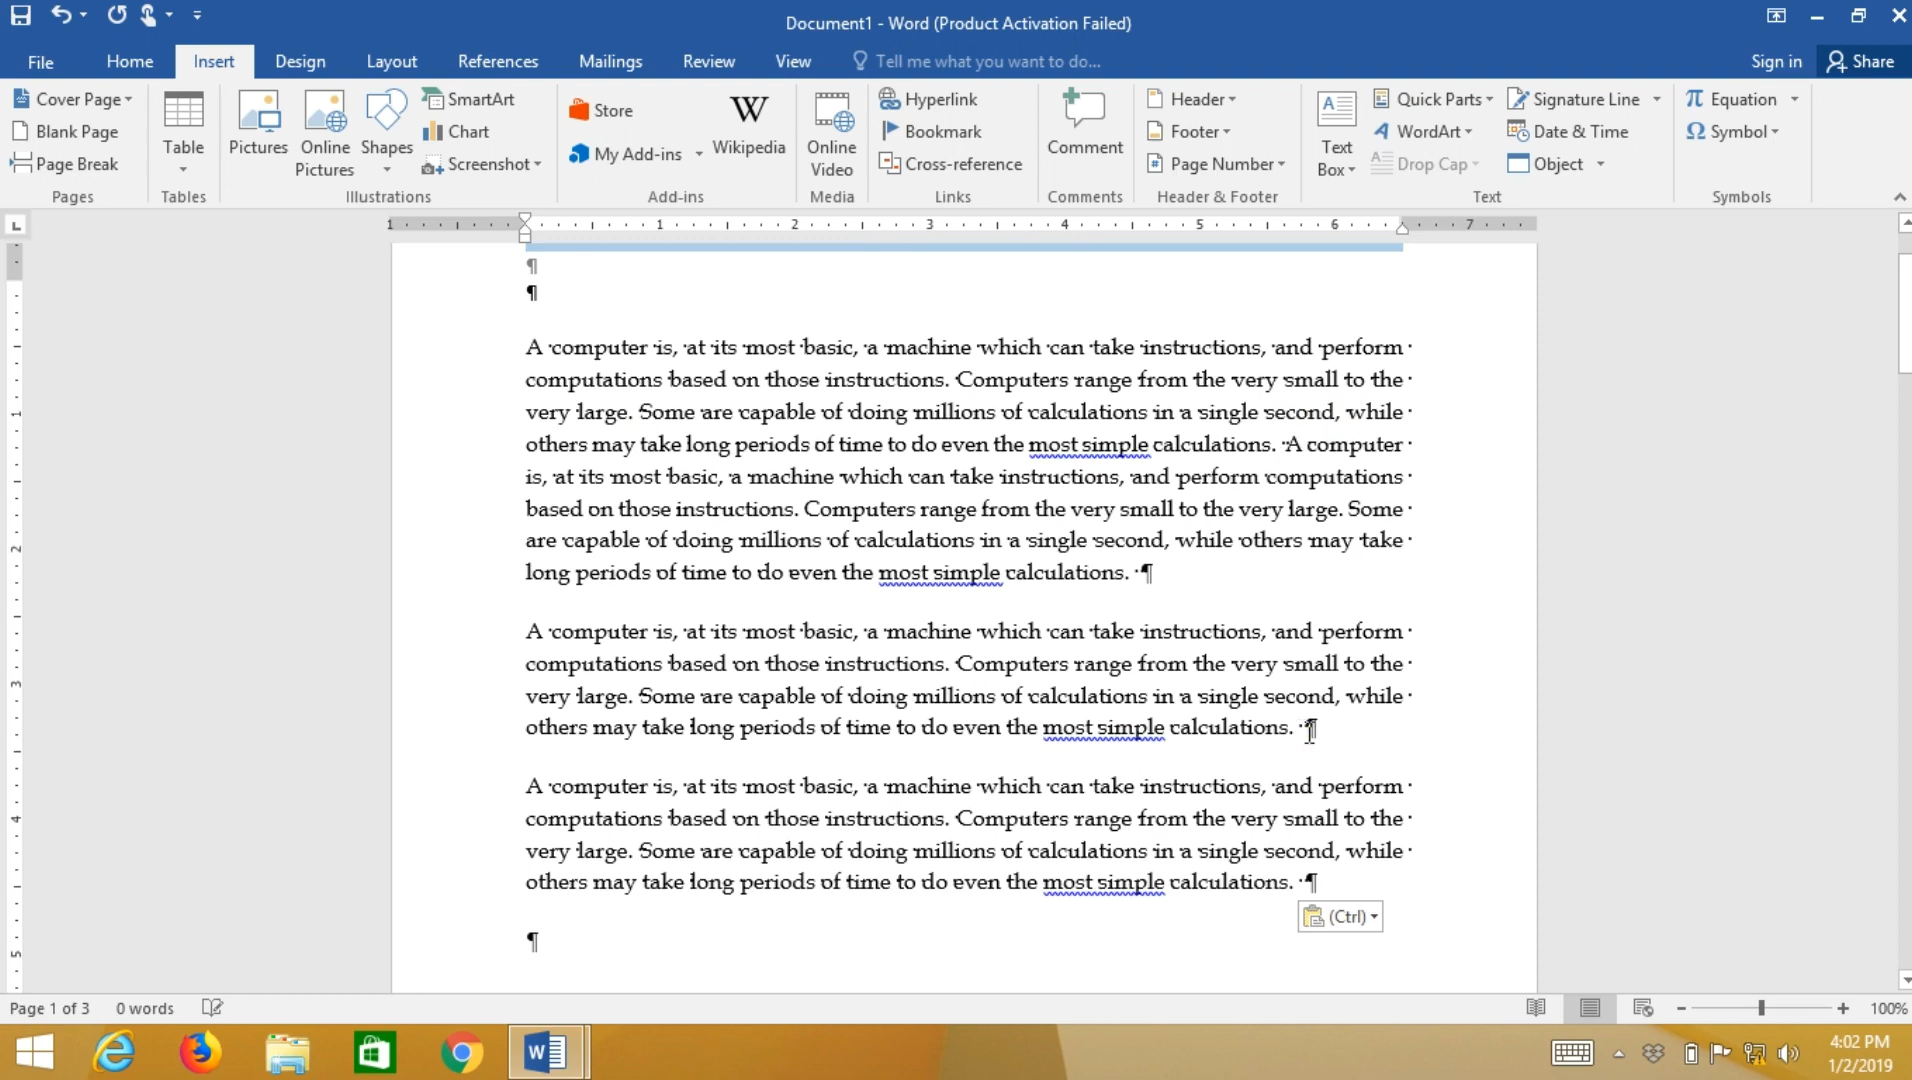 Document1 - Word (Product Activation Failed)
File Home Insert Design Layout References Mailings Review View Tell me what you want to do... Sign in Share
Cover Page
Blank Page
Page Break
Pages
Table
Tables
Pictures
Online Pictures
Shapes
SmartArt
Chart
Screenshot
Illustrations
Store
My Add-ins
W
Wikipedia
Add-ins
Online Video
Media
Hyperlink
Bookmark
Cross-reference
Links
Comment
Comments
Header
Footer
Page Number
Header & Footer
Text Box
Quick Parts
WordArt
Drop Cap
Signature Line
Date & Time
Object
Text
Equation
Symbol
Symbols
1 1 2 3 4 5 6 7
¶
¶
A computer is, at its most basic, a machine which can take instructions, and perform
computations based on those instructions. Computers range from the very small to the
very large. Some are capable of doing millions of calculations in a single second, while
others may take long periods of time to do even the most simple calculations. A computer
is, at its most basic, a machine which can take instructions, and perform computations
based on those instructions. Computers range from the very small to the very large. Some
are capable of doing millions of calculations in a single second, while others may take
long periods of time to do even the most simple calculations. ¶
A computer is, at its most basic, a machine which can take instructions, and perform
computations based on those instructions. Computers range from the very small to the
very large. Some are capable of doing millions of calculations in a single second, while
others may take long periods of time to do even the most simple calculations. ¶
A computer is, at its most basic, a machine which can take instructions, and perform
computations based on those instructions. Computers range from the very small to the
very large. Some are capable of doing millions of calculations in a single second, while
others may take long periods of time to do even the most simple calculations. ¶
(Ctrl)
¶
1
2
3
4
5
Page 1 of 3 0 words 100%
4:02 PM
1/2/2019